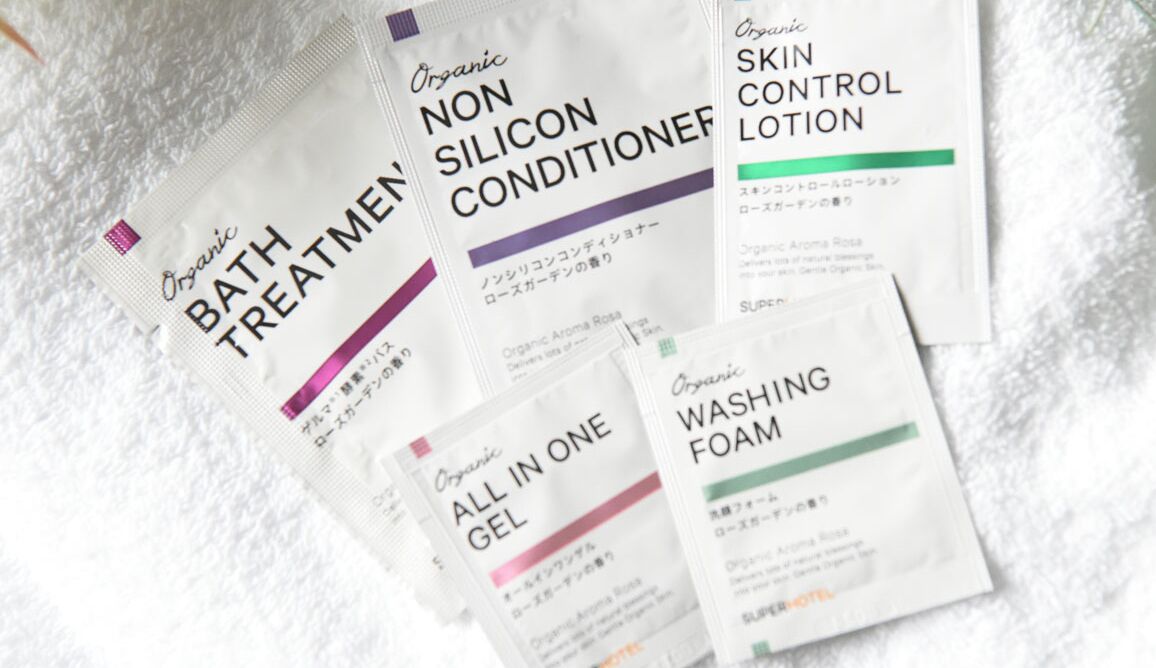 Organic
BATH
TREATMEN
ゲルマ※1酵素※2バス
ローズガーデンの香り
Organic
NON
SILICON
CONDITIONER
ノンシリコンコンディショナー
ローズガーデンの香り
Organic Aroma Rosa
Delivers lots of
Skin.
Organic
SKIN
CONTROL
LOTION
スキンコントロールローション
ローズガーデンの香り
Organic Aroma Rosa
Delivers lots of natural blessings
into your skin. Gentle Organic Skin.
SUPER
Organic
ALL IN ONE
GEL
オールインワンゲル
ローズガーデンの香り
Organic Aroma Rosa
Delivers lots of natural blessings
into your skin. Gentle Organic Skin.
HOTEL
Organic
WASHING
FOAM
洗顔フォーム
ローズガーデンの香り
Organic Aroma Rosa
Delivers lots of natural blessings
into your skin. Gentle Organic Skin.
SUPERHOTEL